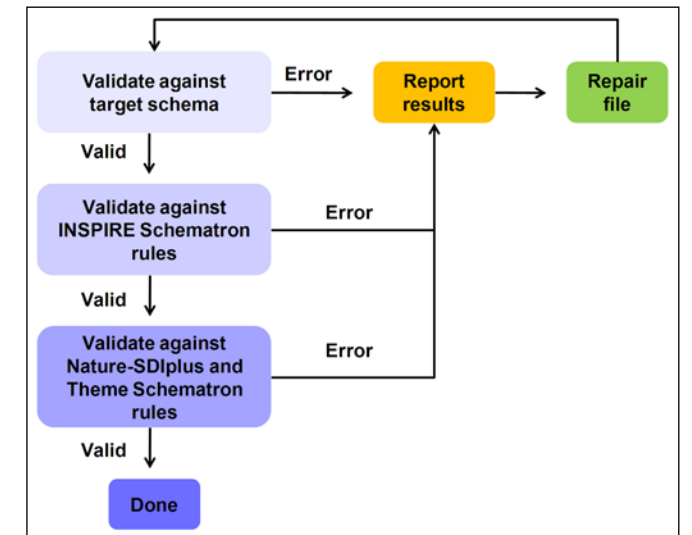 Validate against
target schema
Error
Report
results
Repair
file
Valid
Validate against
INSPIRE Schematron
rules
Error
Valid
Validate against
Nature-SDIplus and
Theme Schematron
rules
Error
Valid
Done